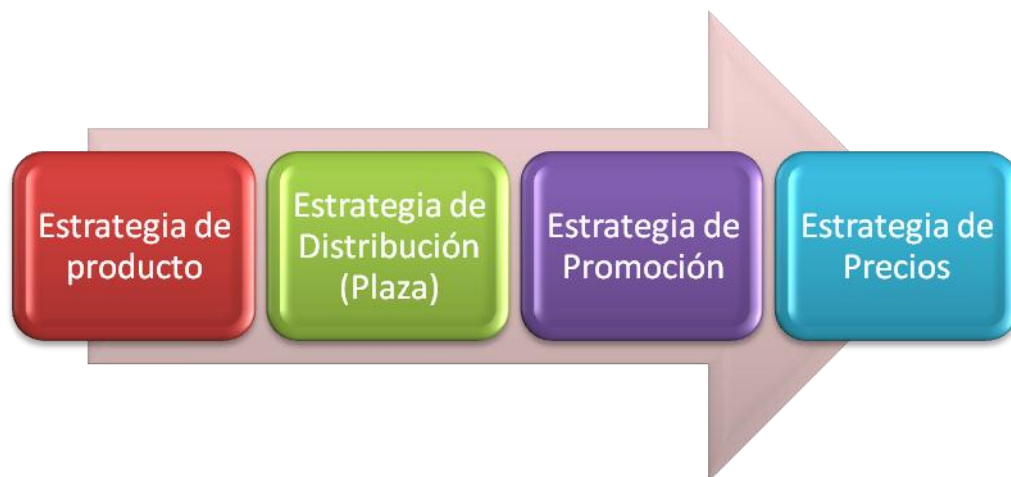 Estrategia de
producto
Estrategia de
Distribución
(Plaza)
Estrategia de
Promoción
Estrategia de
Precios